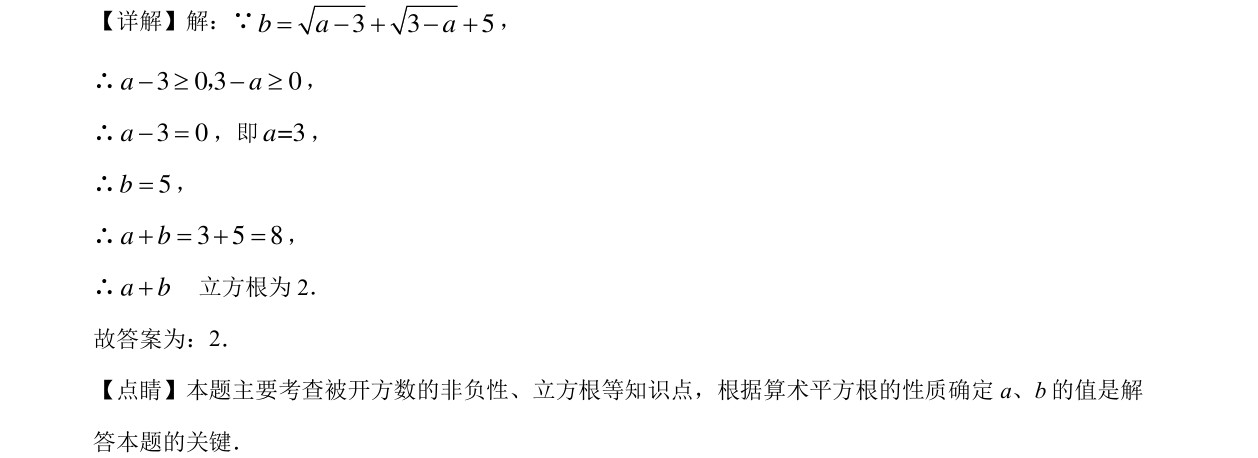 【详解】解：∵b=√(a−3)+√(3−a)+5，
∴a−3≥0,3−a≥0，
∴a−3=0，即a=3，
∴b=5，
∴a+b=3+5=8，
∴a+b 立方根为2．
故答案为：2．
【点睛】本题主要考查被开方数的非负性、立方根等知识点，根据算术平方根的性质确定 a、b 的值是解
答本题的关键．